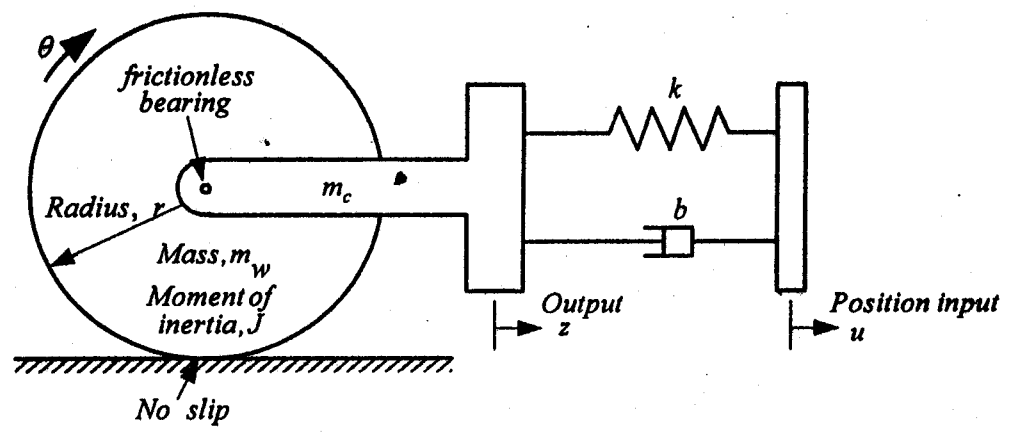 θ
frictionless
bearing
k
m_c
Radius, r
b
Mass, m_w
Moment of
inertia, J
Output
z
Position input
u
No slip